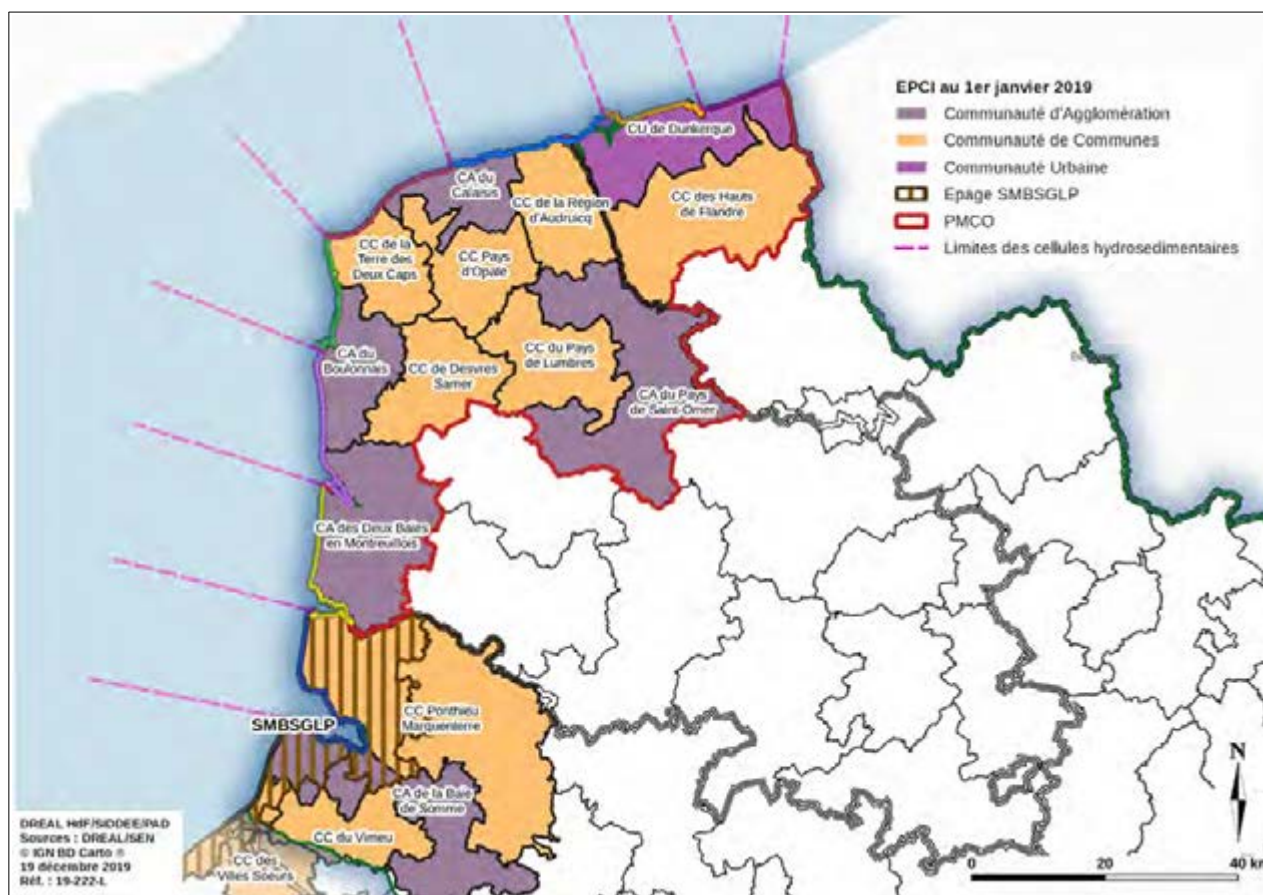 EPCI au 1er janvier 2019
Communauté d'Agglomération
Communauté de Communes
Communauté Urbaine
Epage SMBSGLP
PMCO
Limites des cellules hydrosedimentaires
CU de Dunkerque
CA du
Calaisis
CC de la Région
d'Audruicq
CC des Hauts
de Flandre
CC de la
Terre des
Deux Caps
CC Pays
d'Opale
CA du
Boulonnais
CC de Desvres
Samer
CC du Pays
de Lumbres
CA du Pays
de Saint-Omer
CA des Deux Baies
en Montreuillois
SMBSGLP
CC Ponthieu
Marquenterre
CA de la Baie
de Somme
CC du Vimeu
CC des
Villes Soeurs
DREAL HdF/SIDDEE/PAD
Sources : DREAL/SEN
© IGN BD Carto ®
19 décembre 2019
Réf. : 19-222-L
N
0 20 40 km